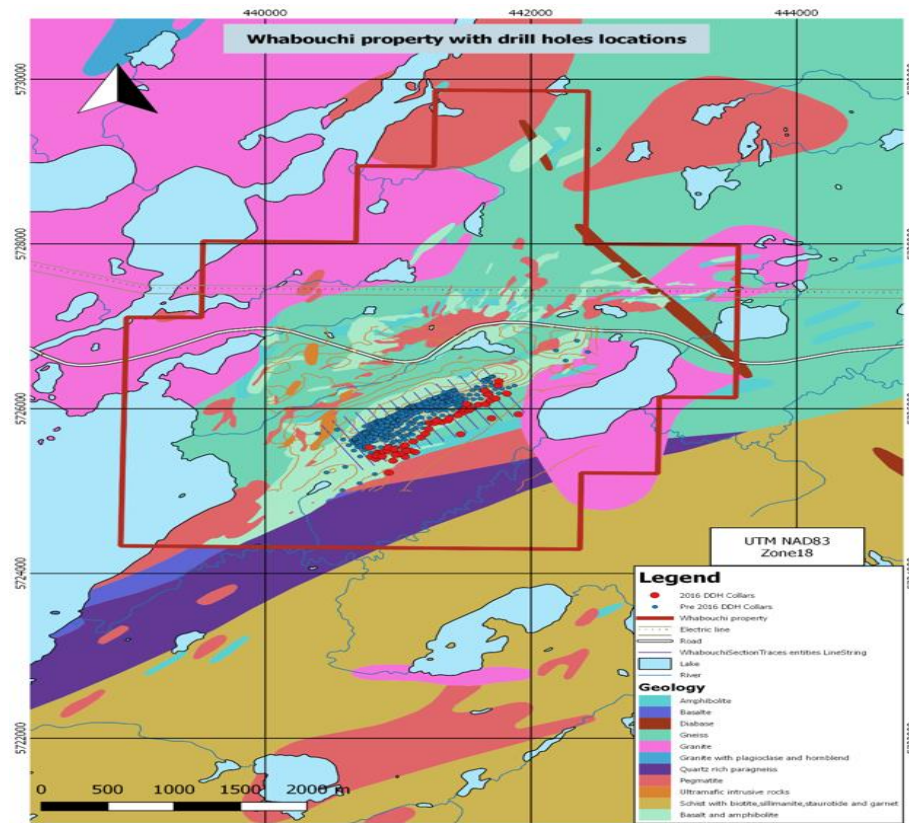 440000 442000 444000
Whabouchi property with drill holes locations
5730000
5728000
5726000
5724000
5722000
UTM NAD83
Zone18
Legend
2016 DDH Collars
Pre 2016 DDH Collars
Whabouchi property
Electric line
Road
WhabouchiSectionTraces entities LineString
Lake
River
Geology
Amphibolite
Basalte
Diabase
Gneiss
Granite
Granite with plagioclase and hornblend
Quartz rich paragneiss
Pegmatite
Ultramafic intrusive rocks
Schist with biotite,sillimanite,staurotide and garnet
Basalt and amphibolite
0 500 1000 1500 2000 m
440000 442000 444000